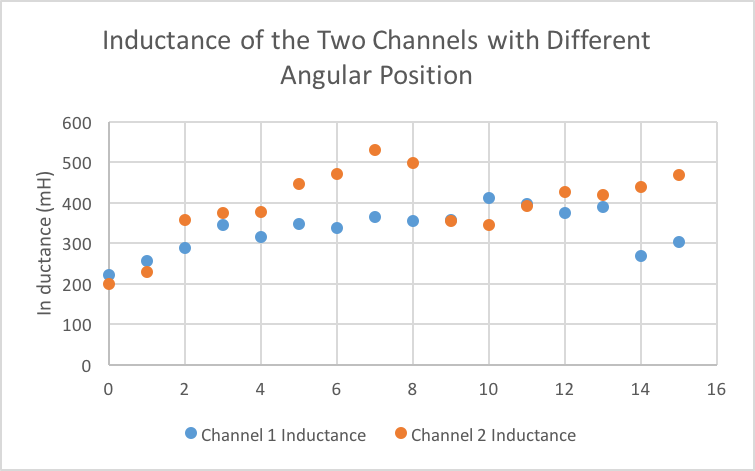 Inductance of the Two Channels with Different
Angular Position
600
500
400
300
200
100
0
In ductance (mH)
0 2 4 6 8 10 12 14 16
Channel 1 Inductance Channel 2 Inductance